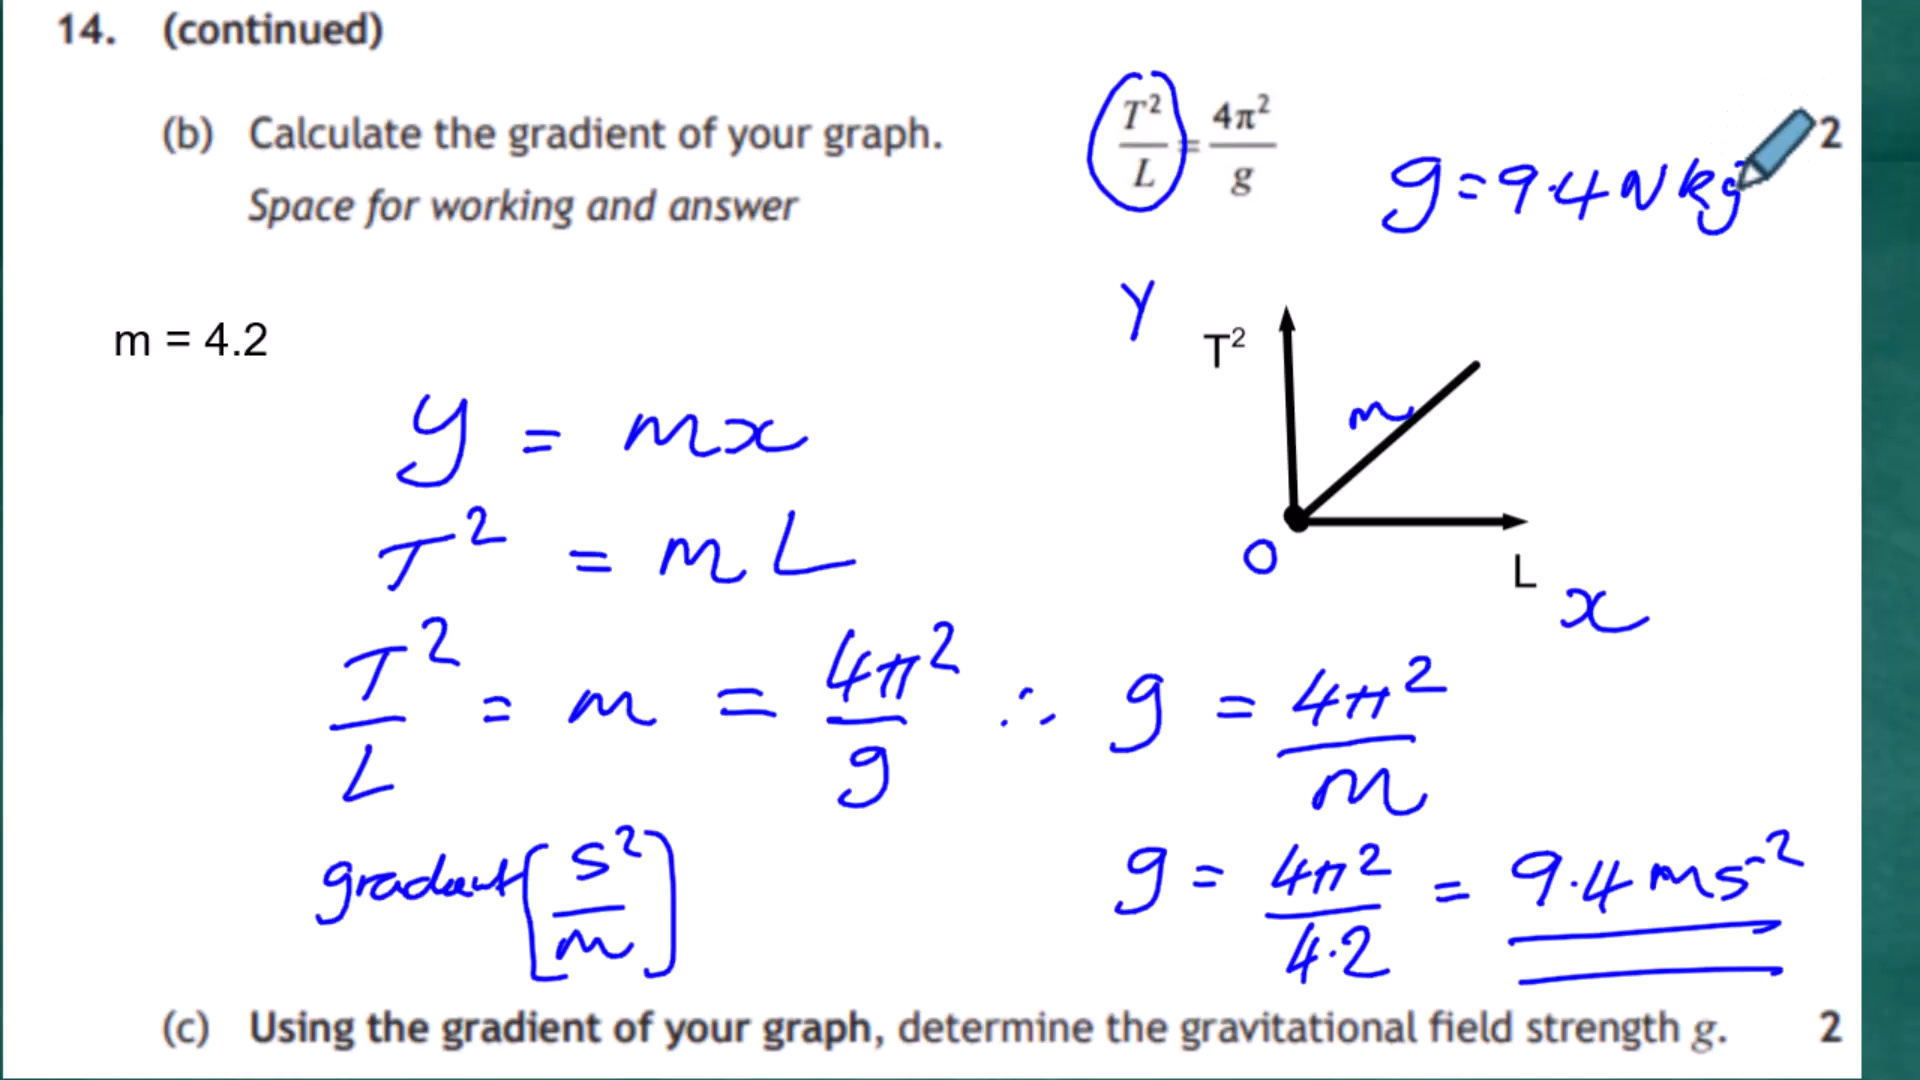 14. (continued)
(b) Calculate the gradient of your graph. 2
Space for working and answer
T²/L = 4π²/g
g = 9.4 N kg
m = 4.2
Y
T²
m
O
L
x
y = mx
T² = mL
T²/L = m = 4π²/g ∴ g = 4π²/m
gradient [s²/m]
g = 4π²/4.2 = 9.4 ms⁻²
(c) Using the gradient of your graph, determine the gravitational field strength g. 2